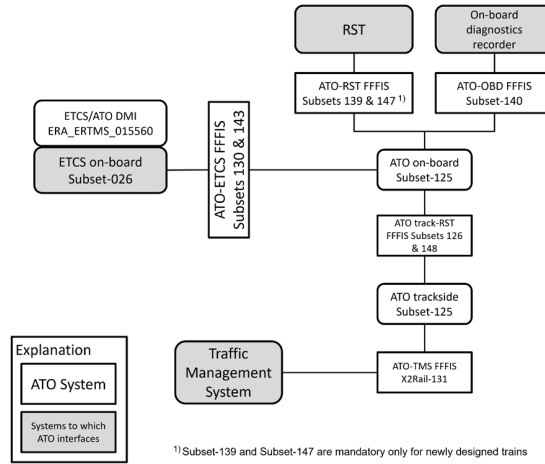 RST
On-board
diagnostics
recorder
ATO-RST FFFIS
Subsets 139 & 147 1)
ATO-OBD FFFIS
Subset-140
ETCS/ATO DMI
ERA_ERTMS_015560
ETCS on-board
Subset-026
ATO-ETCS FFFIS
Subsets 130 & 143
ATO on-board
Subset-125
ATO track-RST
FFFIS Subsets 126
& 148
ATO trackside
Subset-125
Explanation
ATO System
Systems to which
ATO interfaces
Traffic
Management
System
ATO-TMS FFFIS
X2Rail-131
1) Subset-139 and Subset-147 are mandatory only for newly designed trains